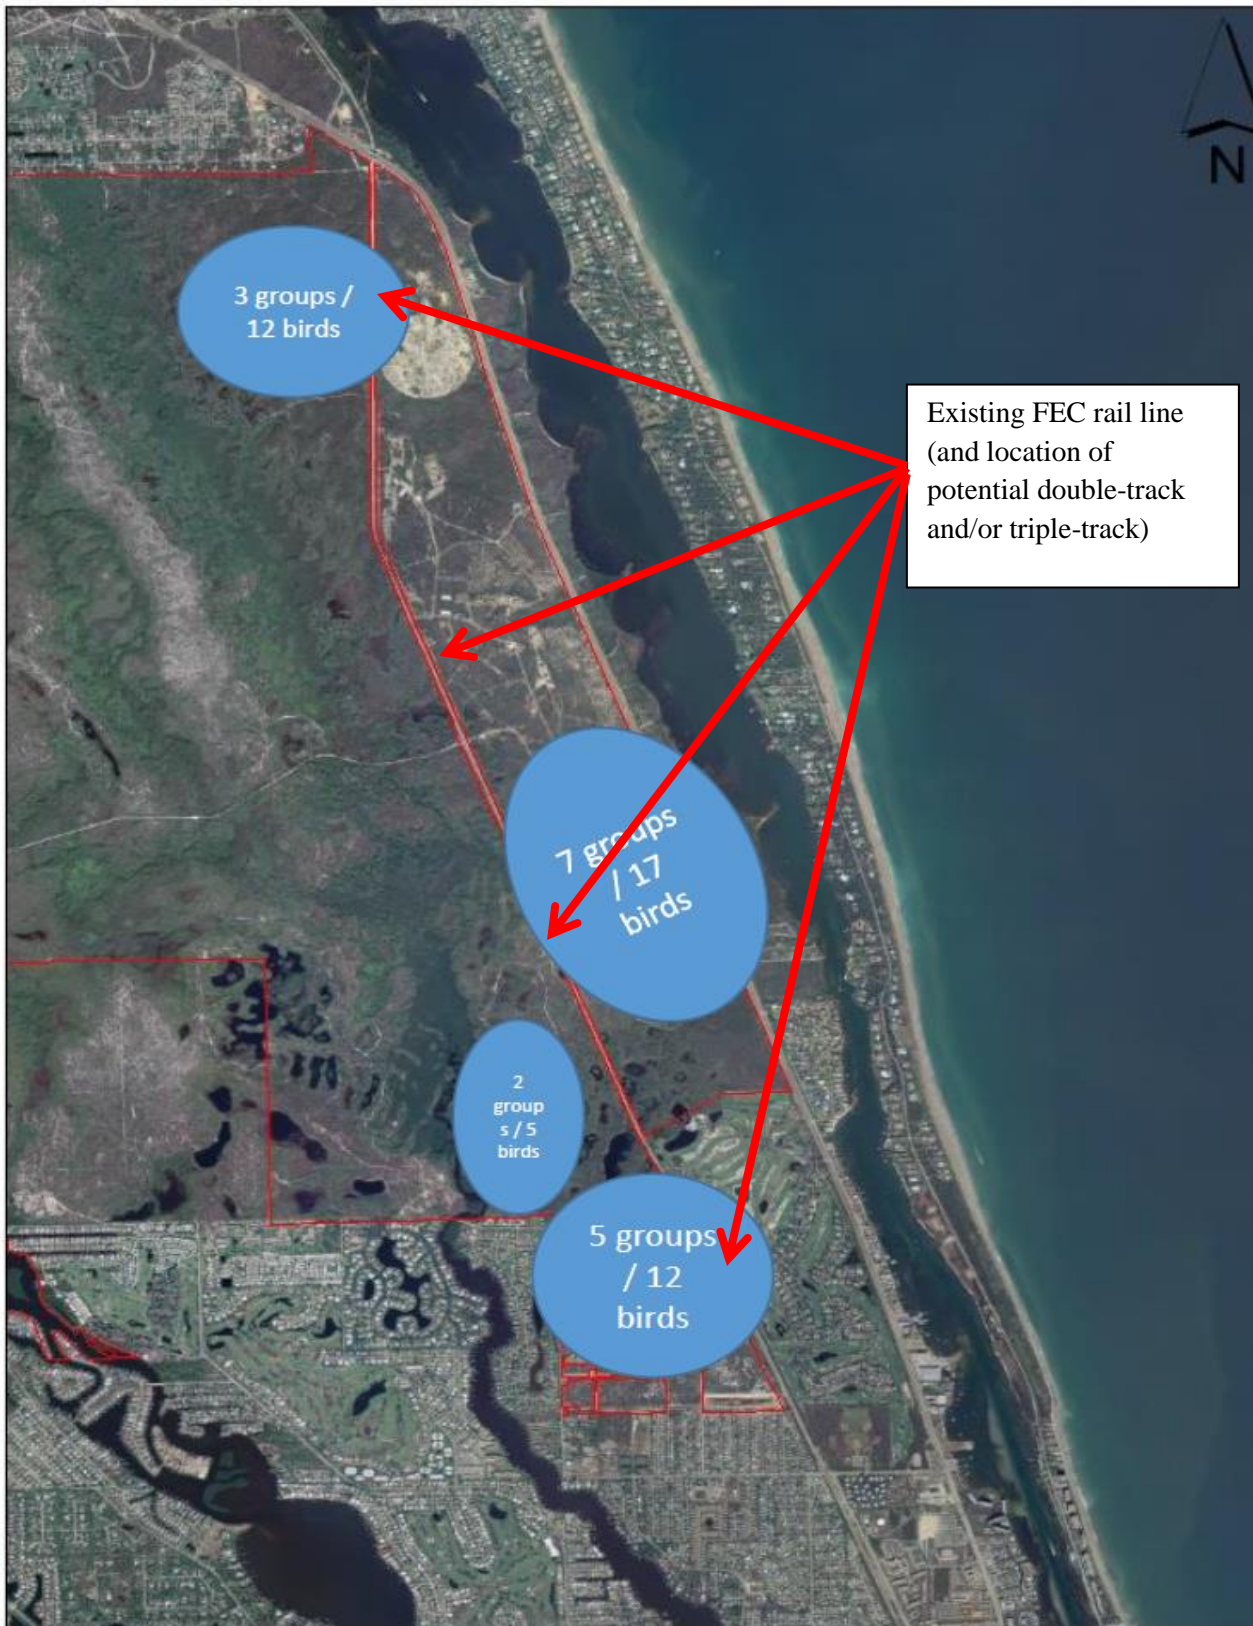 N
3 groups /
12 birds
Existing FEC rail line
(and location of
potential double-track
and/or triple-track)
7 groups
/ 17
birds
2
group
s / 5
birds
5 groups
/ 12
birds